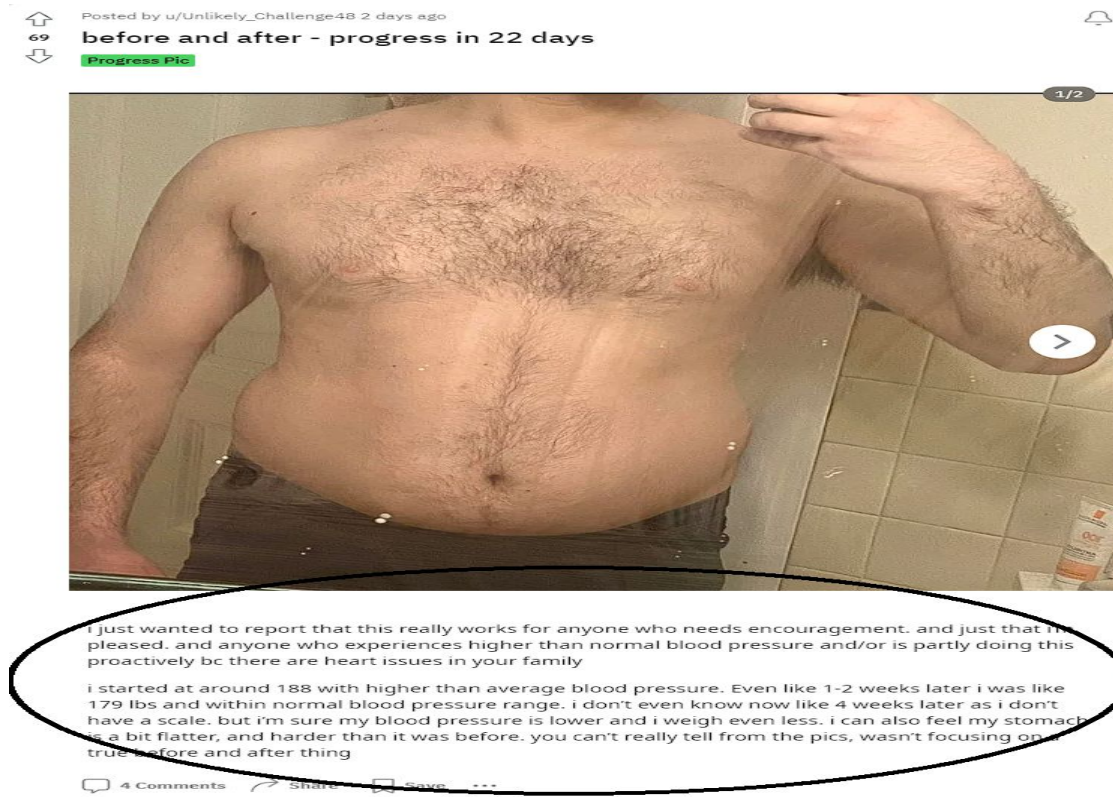 Posted by u/Unlikely_Challenge48 2 days ago
69
before and after - progress in 22 days
Progress Pic
1/2
i just wanted to report that this really works for anyone who needs encouragement. and just that i'm
pleased. and anyone who experiences higher than normal blood pressure and/or is partly doing this
proactively bc there are heart issues in your family
i started at around 188 with higher than average blood pressure. Even like 1-2 weeks later i was like
179 lbs and within normal blood pressure range. i don't even know now like 4 weeks later as i don't
have a scale. but i'm sure my blood pressure is lower and i weigh even less. i can also feel my stomach
is a bit flatter, and harder than it was before. you can't really tell from the pics, wasn't focusing on a
true before and after thing
4 Comments Share Save ...